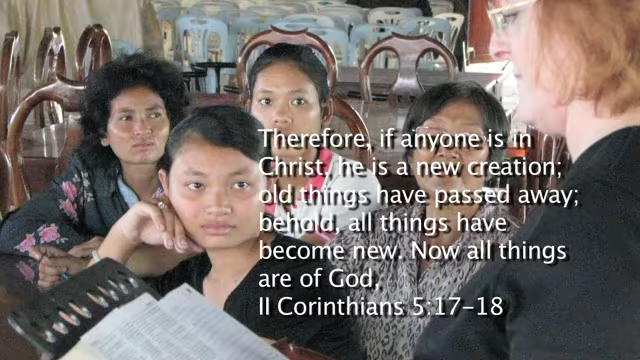 Therefore, if anyone is in
Christ, he is a new creation;
old things have passed away;
behold, all things have
become new. Now all things
are of God,
II Corinthians 5:17-18